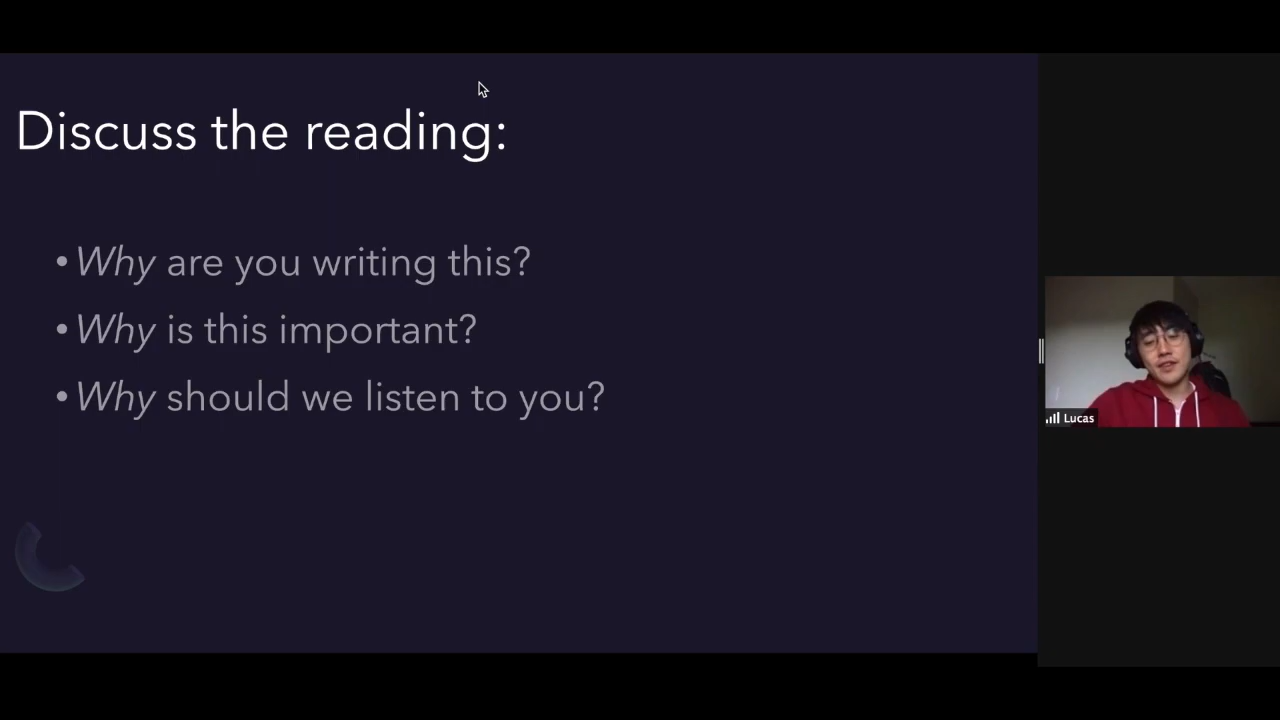 Discuss the reading:
•Why are you writing this?
•Why is this important?
•Why should we listen to you?
Lucas